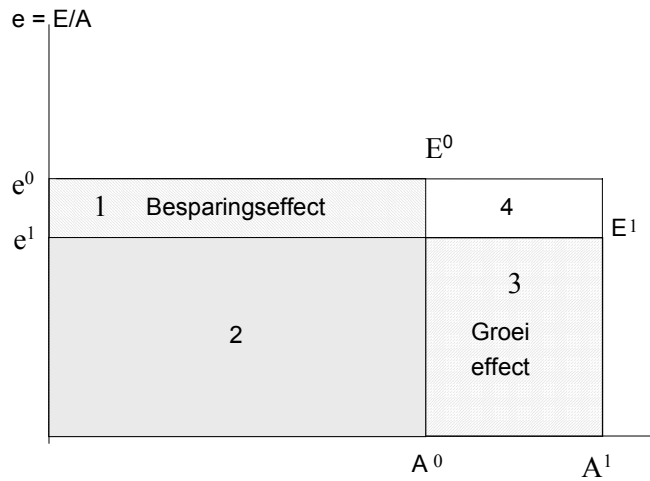 e = E/A
E⁰
e⁰
1 Besparingseffect 4
e¹
E¹
3
2
Groei
effect
A⁰
A¹